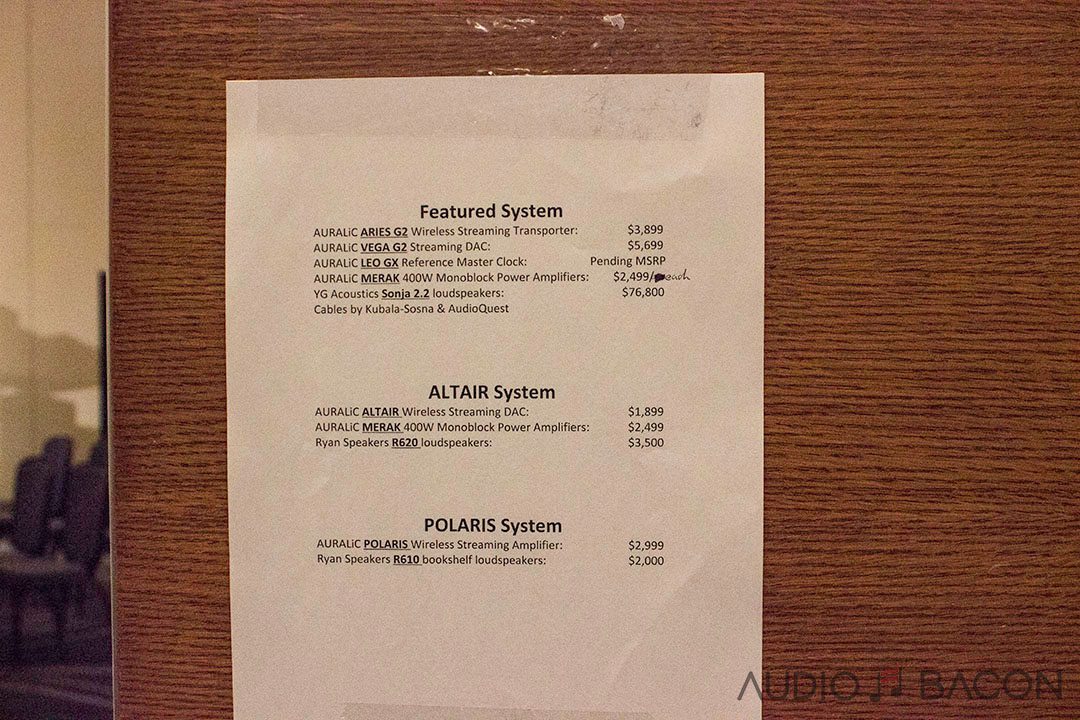 Featured System
AURALiC ARIES G2 Wireless Streaming Transporter: $3,899
AURALiC VEGA G2 Streaming DAC: $5,699
AURALiC LEO GX Reference Master Clock: Pending MSRP
AURALiC MERAK 400W Monoblock Power Amplifiers: $2,499/each
YG Acoustics Sonja 2.2 loudspeakers: $76,800
Cables by Kubala-Sosna & AudioQuest
ALTAIR System
AURALiC ALTAIR Wireless Streaming DAC: $1,899
AURALiC MERAK 400W Monoblock Power Amplifiers: $2,499
Ryan Speakers R620 loudspeakers: $3,500
POLARIS System
AURALiC POLARIS Wireless Streaming Amplifier: $2,999
Ryan Speakers R610 bookshelf loudspeakers: $2,000
AUDIO BACON